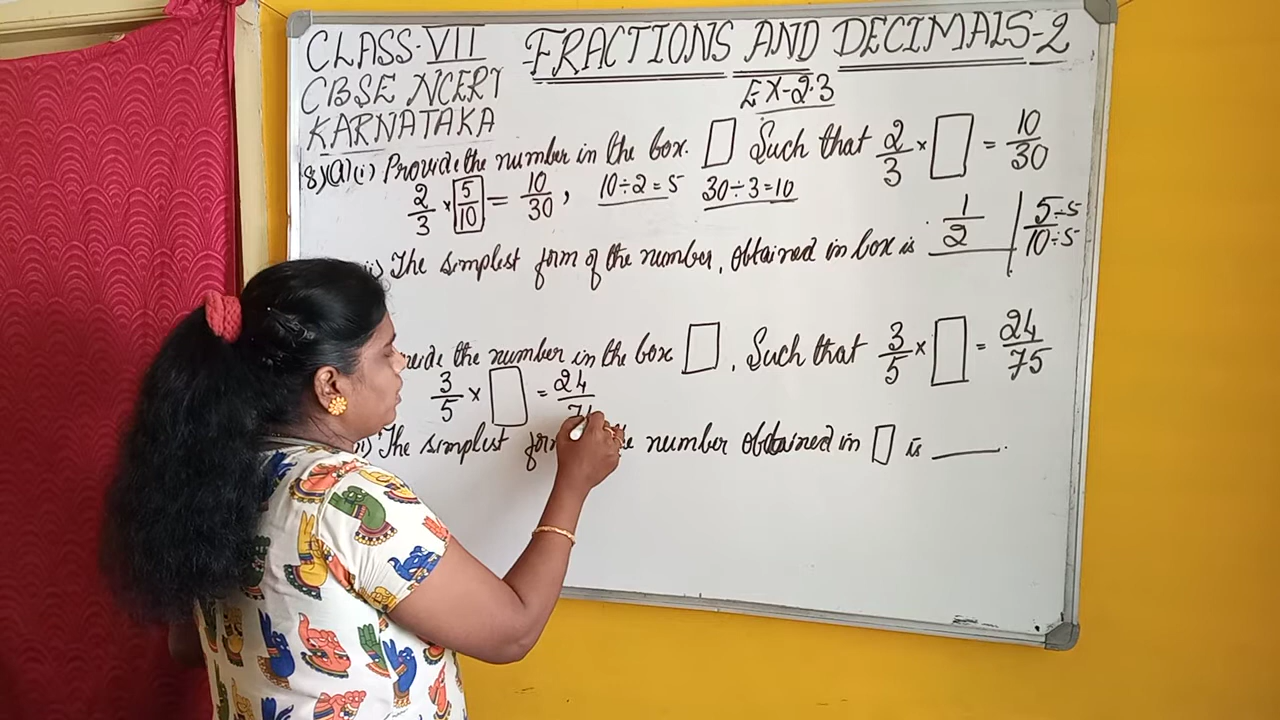 CLASS-VII -FRACTIONS AND DECIMALS-2
CBSE NCERT EX-2.3
KARNATAKA
8)(a)(i) Provide the number in the box □ Such that 2/3 × □ = 10/30
2/3 × 5/10 = 10/30, 10÷2=5 30÷3=10
ii) The simplest form of the number, obtained in box is 1/2 | 5÷5/10÷5
the number in the box □, Such that 3/5 × □ = 24/75
3/5 × □ = 24/
The simplest number obtained in □ is ____.